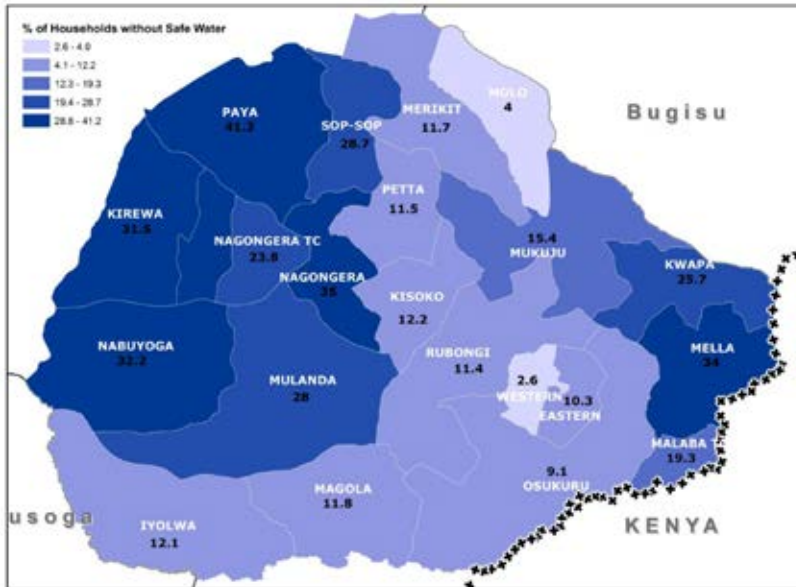 % of Households without Safe Water
2.6 - 4.0
4.1 - 12.2
12.3 - 19.3
19.4 - 28.7
28.8 - 41.2
Bugisu
MOLO
4
MERIKIT
11.7
PAYA
41.2
SOP-SOP
28.7
PETTA
11.5
KIREWA
31.5
NAGONGERA TC
23.8
15.4
MUKUJU
KWAPA
25.7
NAGONGERA
35
KISOKO
12.2
NABUYOGA
32.2
RUBONGI
11.4
MELLA
34
MULANDA
28
2.6
WESTERN
10.3
EASTERN
MALABA
19.3
9.1
OSUKURU
MAGOLA
11.8
usoga
IYOLWA
12.1
KENYA